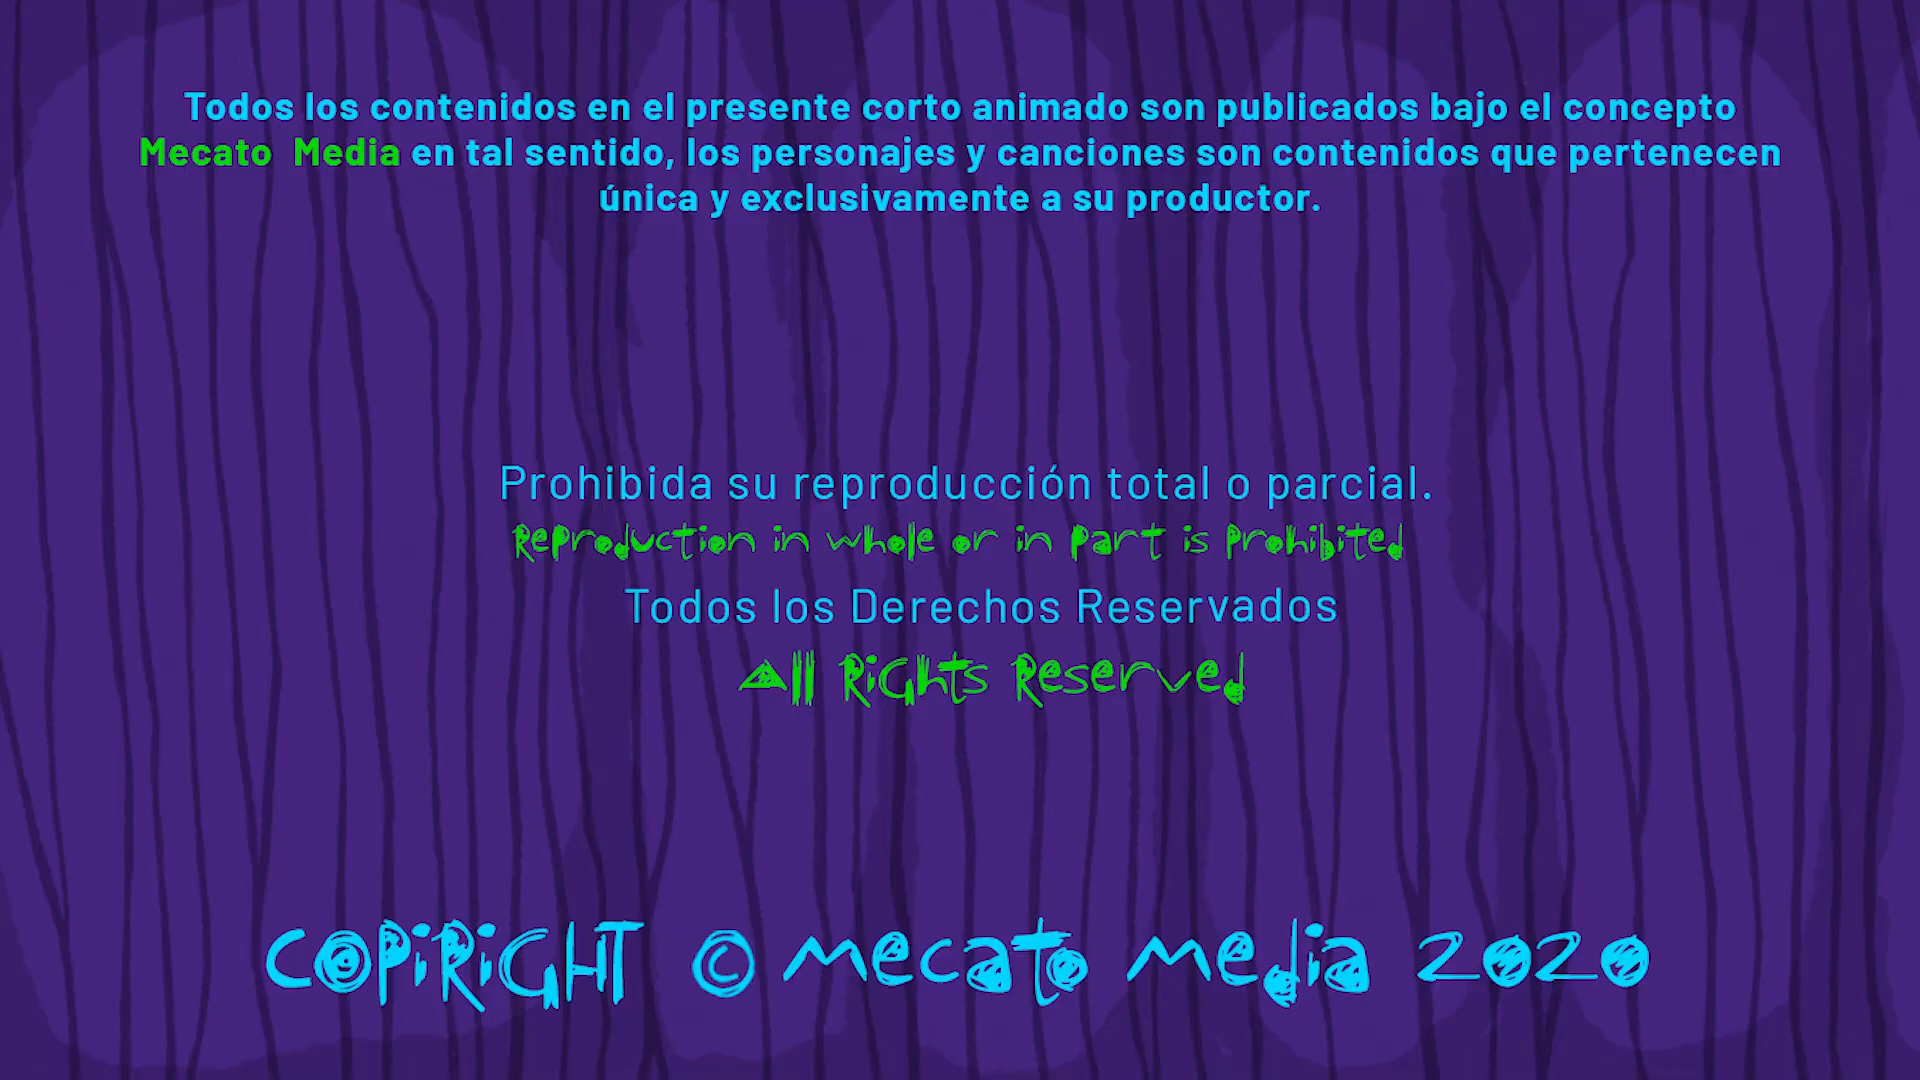 Todos los contenidos en el presente corto animado son publicados bajo el concepto
Mecato Media en tal sentido, los personajes y canciones son contenidos que pertenecen
única y exclusivamente a su productor.
Prohibida su reproducción total o parcial.
Reproduction in whole or in part is prohibited
Todos los Derechos Reservados
All Rights Reserved
COPiRiGHT © mecato media 2020